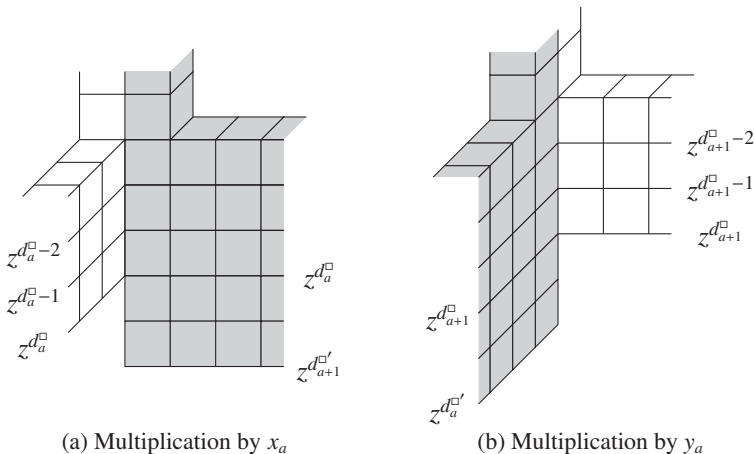 z^{d_a^□−2}
z^{d_a^□−1}
z^{d_a^□}
z^{d_a^□}
z^{d_{a+1}^{□′}}
(a) Multiplication by x_a
z^{d_{a+1}^□−2}
z^{d_{a+1}^□−1}
z^{d_{a+1}^□}
z^{d_{a+1}^□}
z^{d_a^{□′}}
(b) Multiplication by y_a